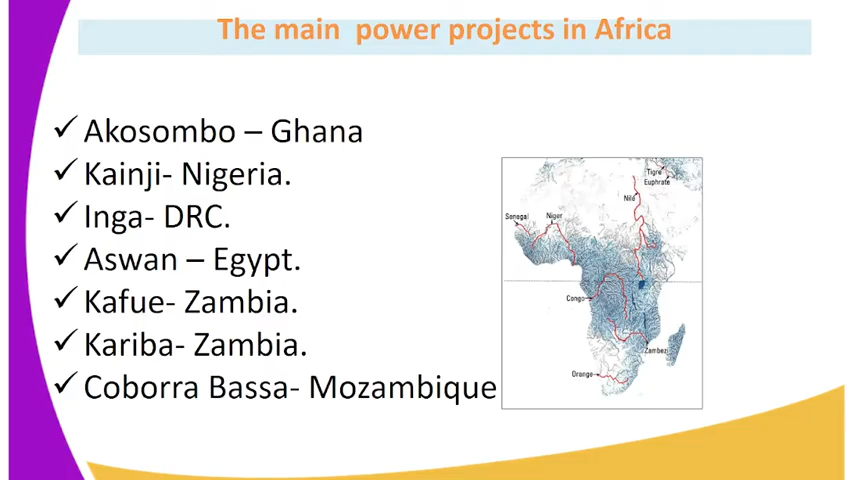 The main power projects in Africa
✓ Akosombo – Ghana
✓ Kainji- Nigeria.
✓ Inga- DRC.
✓ Aswan – Egypt.
✓ Kafue- Zambia.
✓ Kariba- Zambia.
✓ Coborra Bassa- Mozambique
Tigre
Euphrate
Nile
Senegal
Niger
Congo
Zambezi
Orange